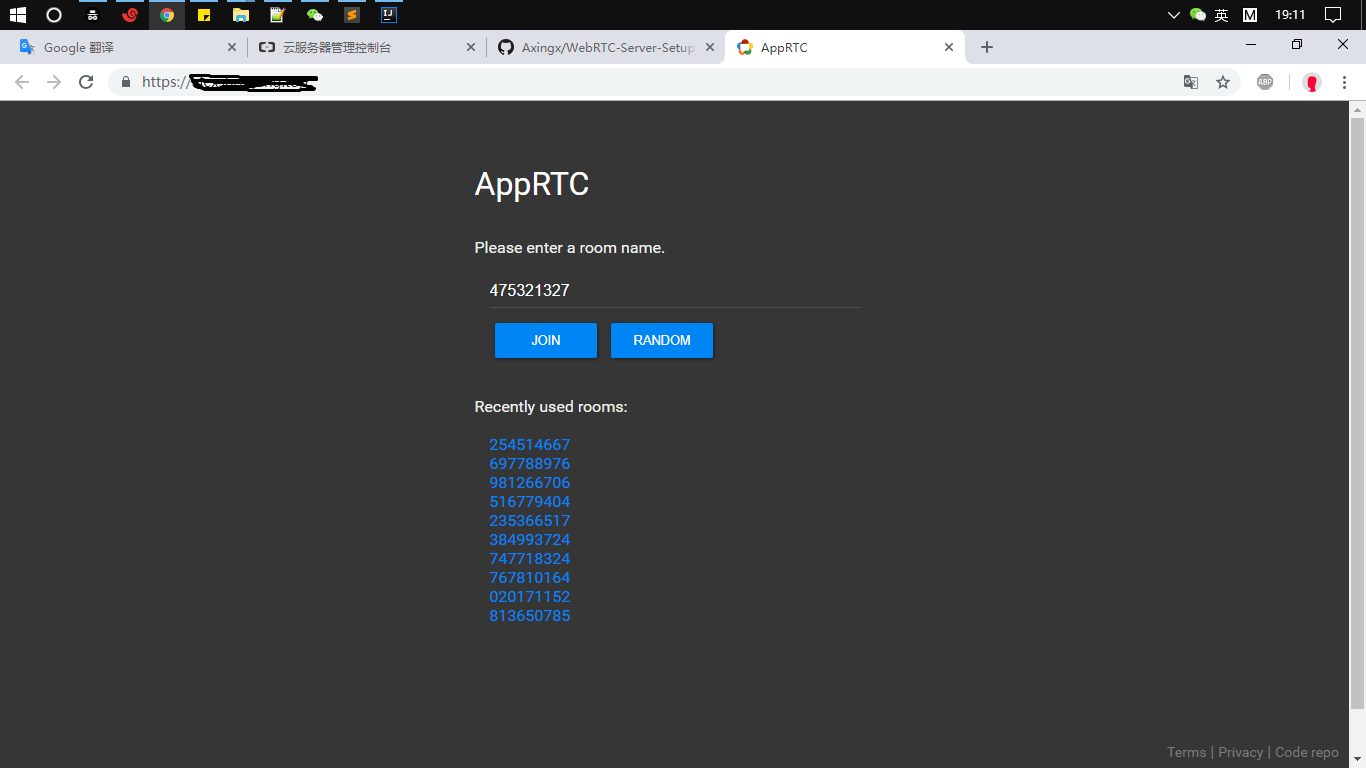 英 M 19:11
Google 翻译
云服务器管理控制台
Axingx/WebRTC-Server-Setup
AppRTC
https://
ABP
AppRTC
Please enter a room name.
475321327
JOIN RANDOM
Recently used rooms:
254514667
697788976
981266706
516779404
235366517
384993724
747718324
767810164
020171152
813650785
Terms | Privacy | Code repo